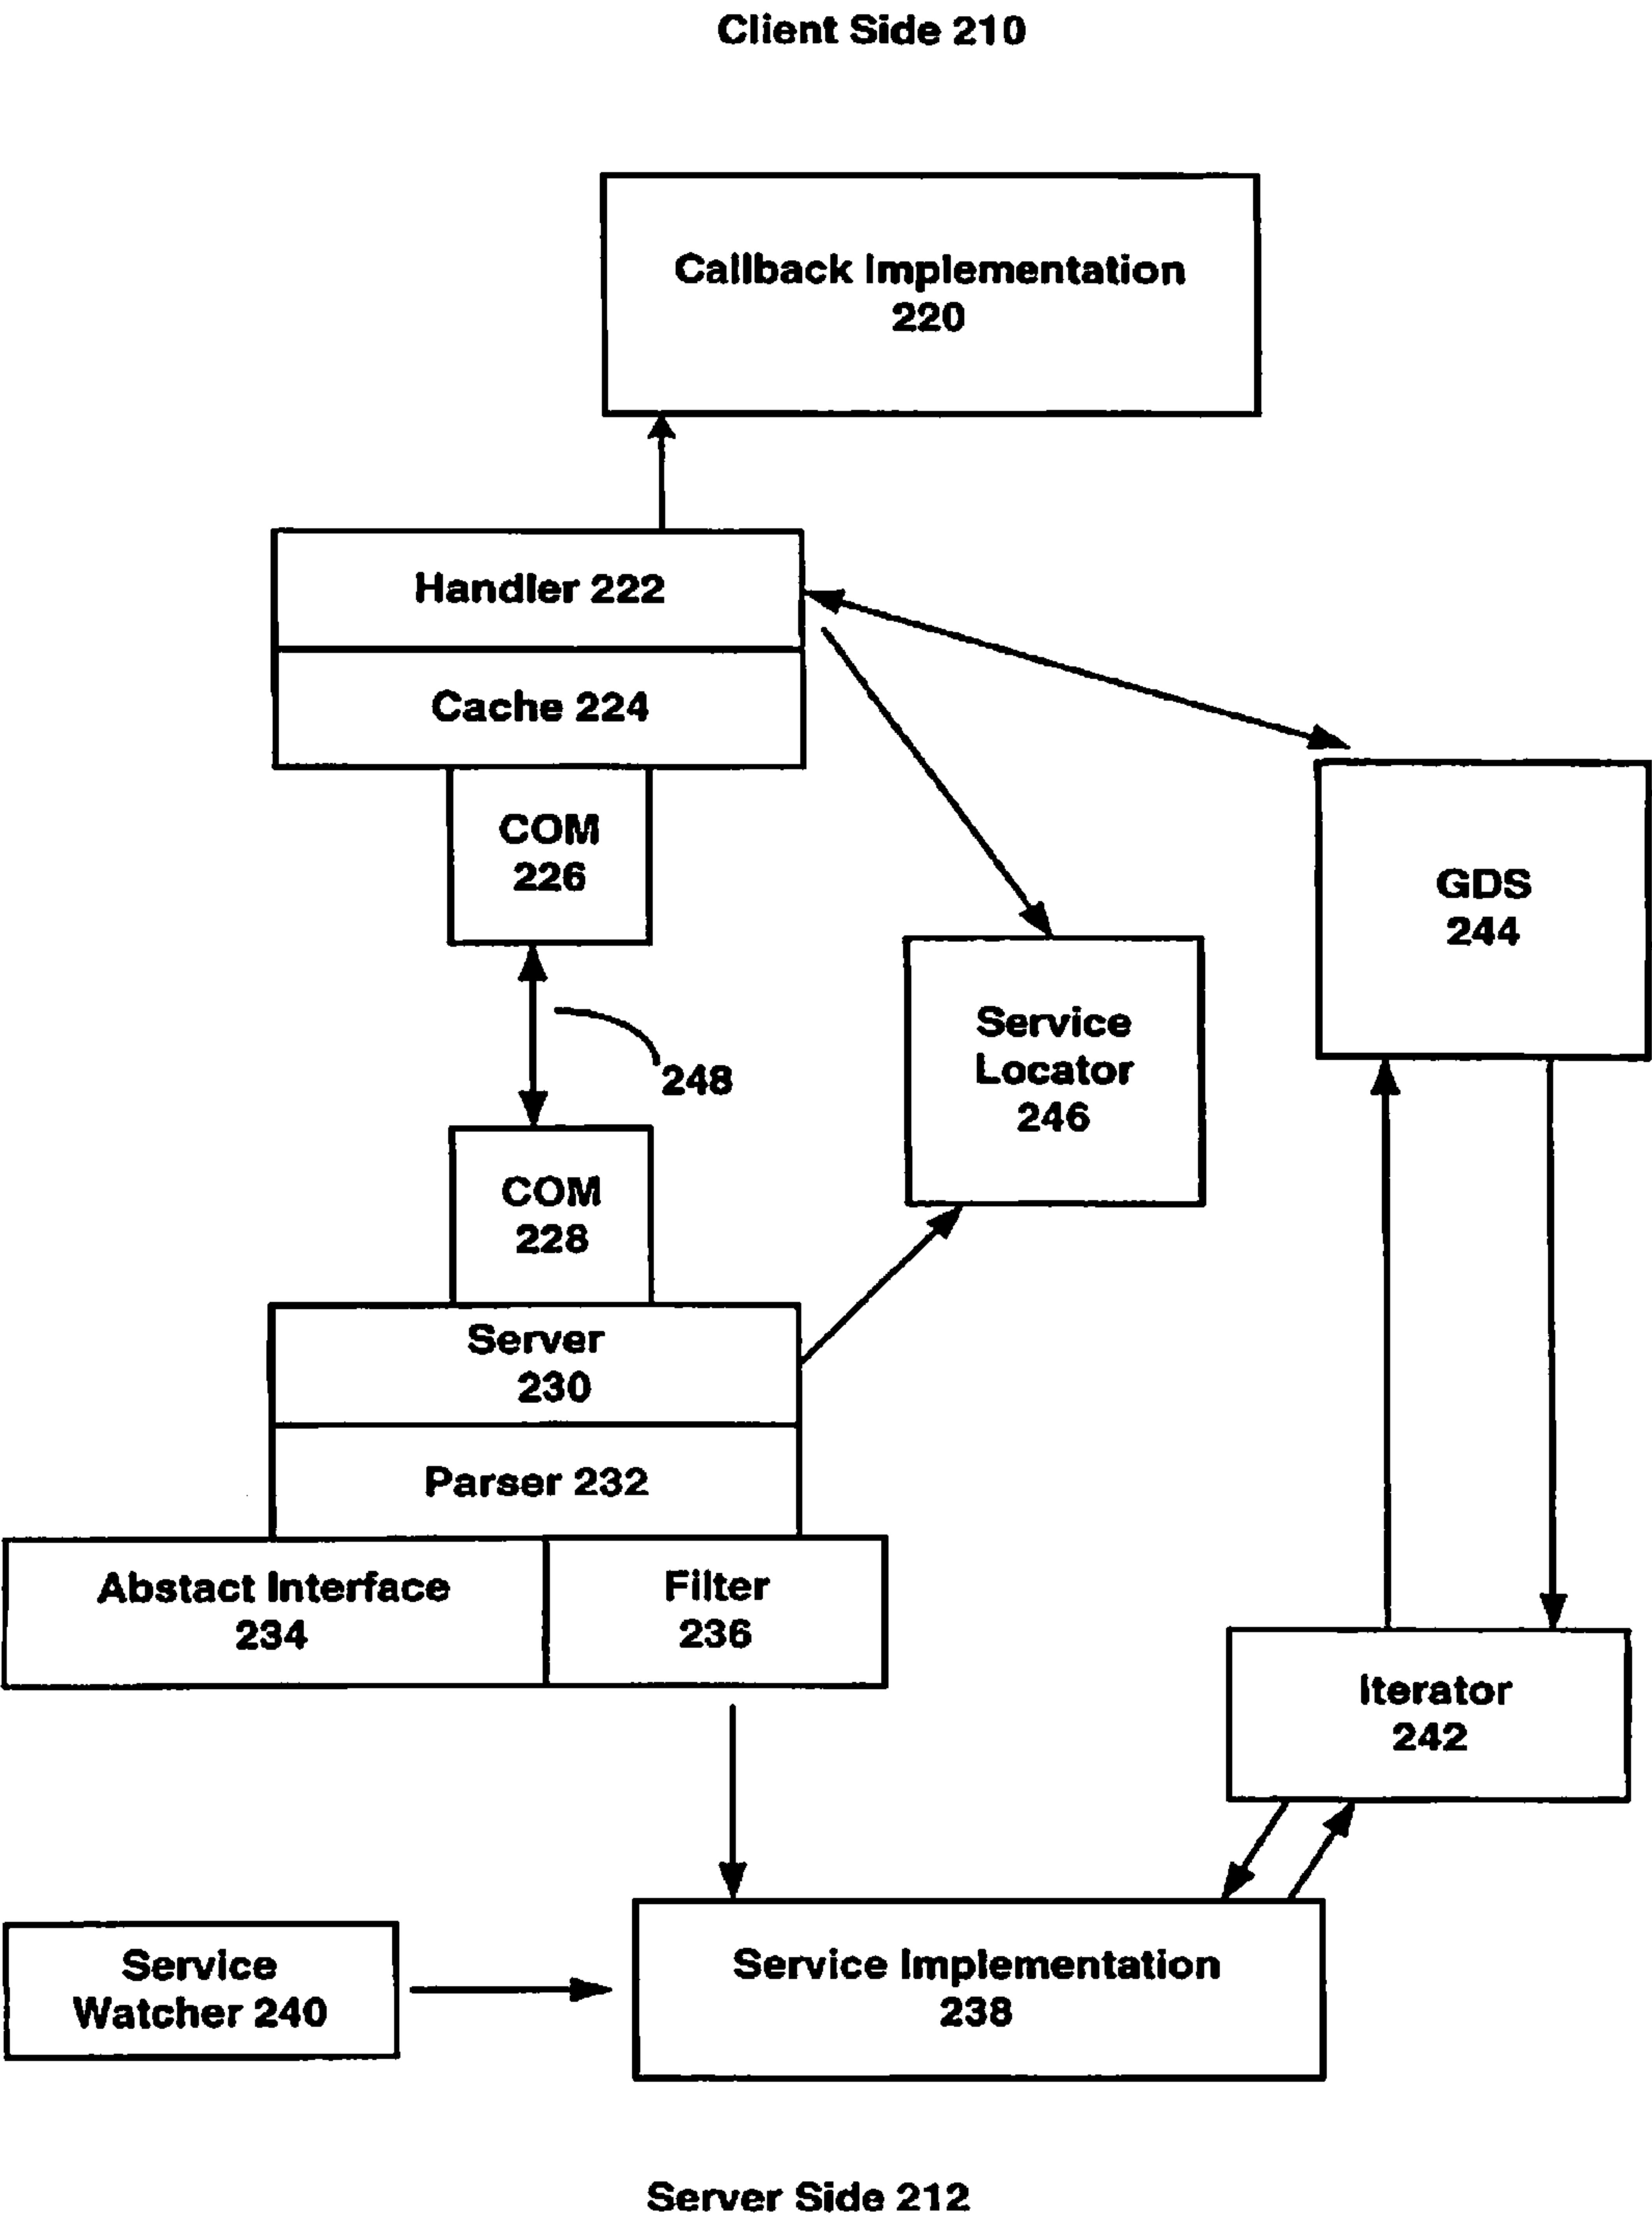 Client Side 210
Callback Implementation
220
Handler 222
Cache 224
COM
226
GDS
244
Service
Locator
246
248
COM
228
Server
230
Parser 232
Abstact Interface
234
Filter
236
Iterator
242
Service
Watcher 240
Service Implementation
238
Server Side 212